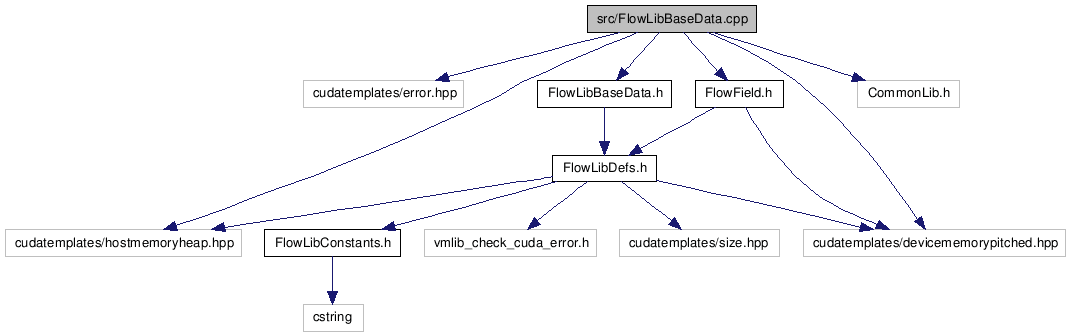 src/FlowLibBaseData.cpp
cudatemplates/error.hpp
FlowLibBaseData.h
FlowField.h
CommonLib.h
FlowLibDefs.h
cudatemplates/hostmemoryheap.hpp
FlowLibConstants.h
vmlib_check_cuda_error.h
cudatemplates/size.hpp
cudatemplates/devicememorypitched.hpp
cstring